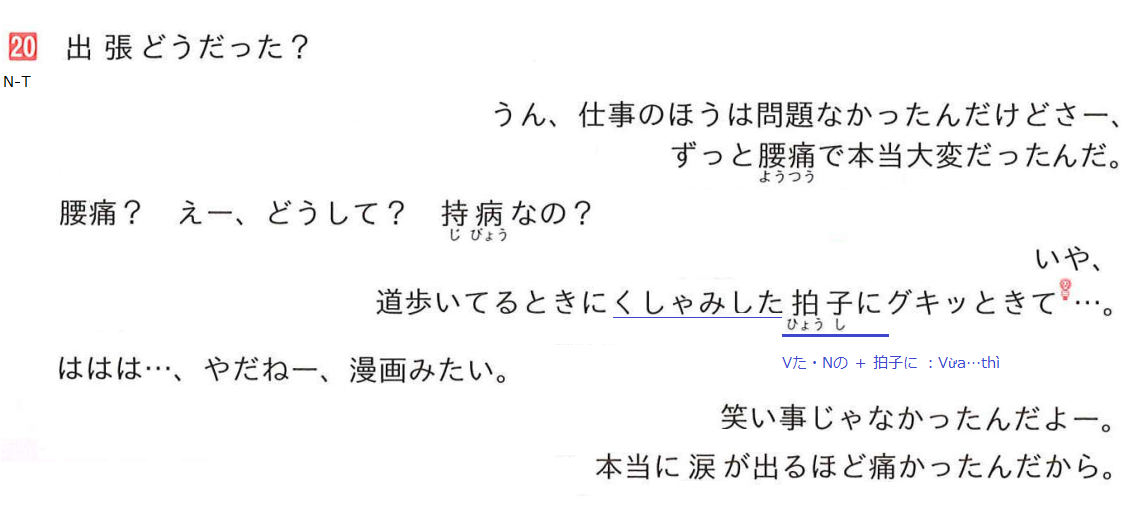 20 出張どうだった？
N-T
うん、仕事のほうは問題なかったんだけどさー、
ずっと腰痛で本当大変だったんだ。
ようつう
腰痛？　えー、どうして？　持病なの？
じ びょう
いや、
道歩いてるときにくしゃみした拍子にグキッときて…。
ひょう し
Vた・Nの + 拍子に : Vừa…thì
ははは…、やだねー、漫画みたい。
笑い事じゃなかったんだよー。
本当に涙が出るほど痛かったんだから。